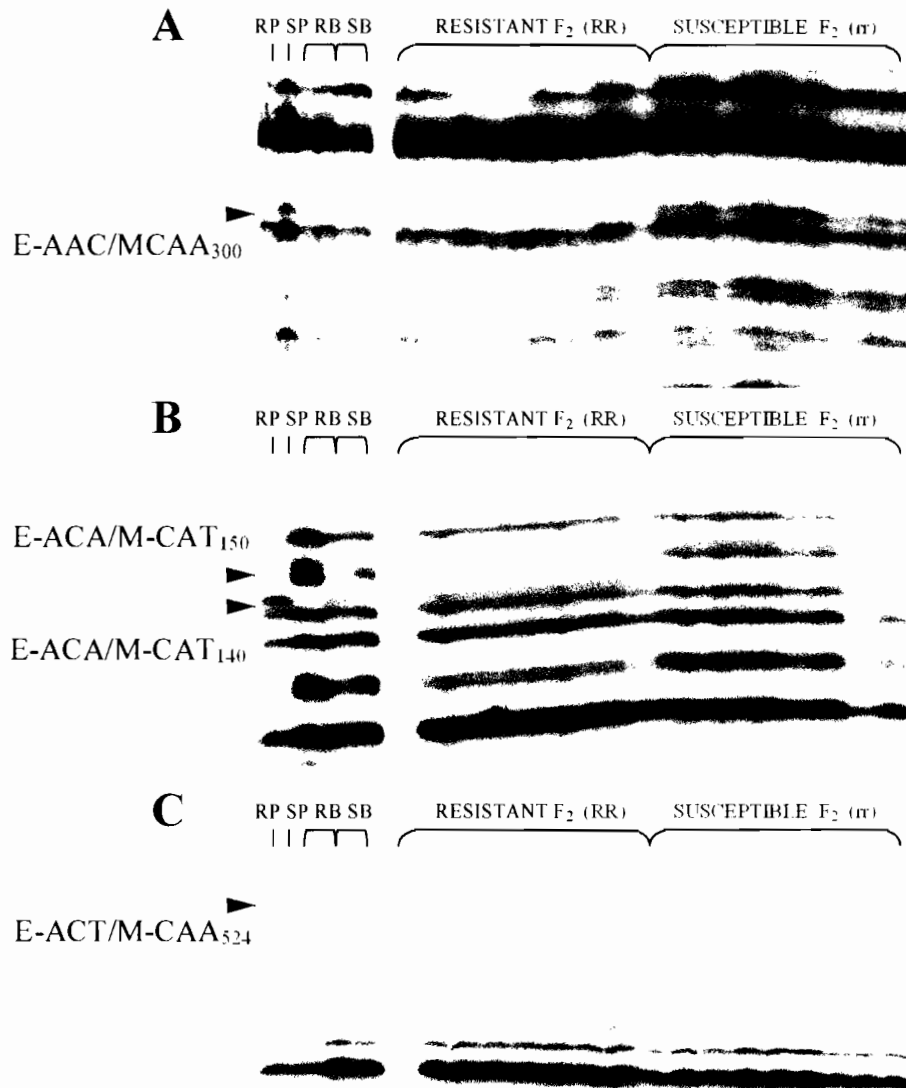 A
RP SP RB SB RESISTANT F₂ (RR) SUSCEPTIBLE F₂ (rr)
E-AAC/MCAA₃₀₀
B
RP SP RB SB RESISTANT F₂ (RR) SUSCEPTIBLE F₂ (rr)
E-ACA/M-CAT₁₅₀
E-ACA/M-CAT₁₄₀
C
RP SP RB SB RESISTANT F₂ (RR) SUSCEPTIBLE F₂ (rr)
E-ACT/M-CAA₅₂₄